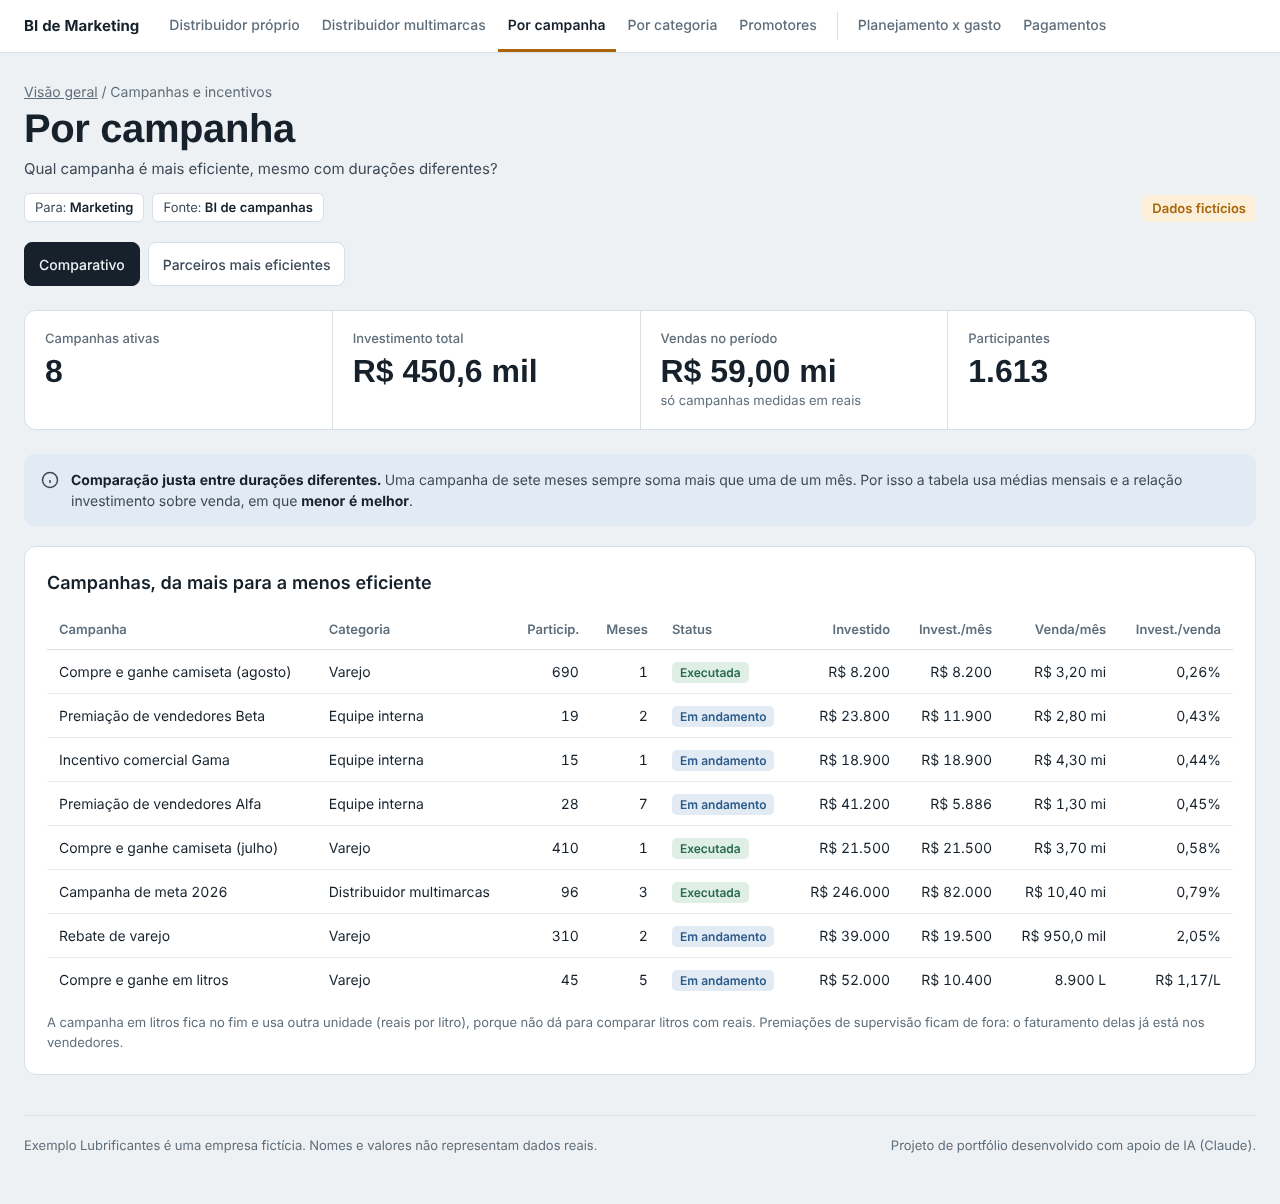 BI de Marketing
Distribuidor próprio
Distribuidor multimarcas
Por campanha
Por categoria
Promotores
Planejamento x gasto
Pagamentos
Visão geral / Campanhas e incentivos
Por campanha
Qual campanha é mais eficiente, mesmo com durações diferentes?
Para: Marketing
Fonte: BI de campanhas
Dados fictícios
Comparativo
Parceiros mais eficientes
Campanhas ativas
8
Investimento total
R$ 450,6 mil
Vendas no período
R$ 59,00 mi
só campanhas medidas em reais
Participantes
1.613
Comparação justa entre durações diferentes. Uma campanha de sete meses sempre soma mais que uma de um mês. Por isso a tabela usa médias mensais e a relação
investimento sobre venda, em que menor é melhor.
Campanhas, da mais para a menos eficiente
Campanha Categoria Particip. Meses Status Investido Invest./mês Venda/mês Invest./venda
Compre e ganhe camiseta (agosto) Varejo 690 1 Executada R$ 8.200 R$ 8.200 R$ 3,20 mi 0,26%
Premiação de vendedores Beta Equipe interna 19 2 Em andamento R$ 23.800 R$ 11.900 R$ 2,80 mi 0,43%
Incentivo comercial Gama Equipe interna 15 1 Em andamento R$ 18.900 R$ 18.900 R$ 4,30 mi 0,44%
Premiação de vendedores Alfa Equipe interna 28 7 Em andamento R$ 41.200 R$ 5.886 R$ 1,30 mi 0,45%
Compre e ganhe camiseta (julho) Varejo 410 1 Executada R$ 21.500 R$ 21.500 R$ 3,70 mi 0,58%
Campanha de meta 2026 Distribuidor multimarcas 96 3 Executada R$ 246.000 R$ 82.000 R$ 10,40 mi 0,79%
Rebate de varejo Varejo 310 2 Em andamento R$ 39.000 R$ 19.500 R$ 950,0 mil 2,05%
Compre e ganhe em litros Varejo 45 5 Em andamento R$ 52.000 R$ 10.400 8.900 L R$ 1,17/L
A campanha em litros fica no fim e usa outra unidade (reais por litro), porque não dá para comparar litros com reais. Premiações de supervisão ficam de fora: o faturamento delas já está nos
vendedores.
Exemplo Lubrificantes é uma empresa fictícia. Nomes e valores não representam dados reais.
Projeto de portfólio desenvolvido com apoio de IA (Claude).